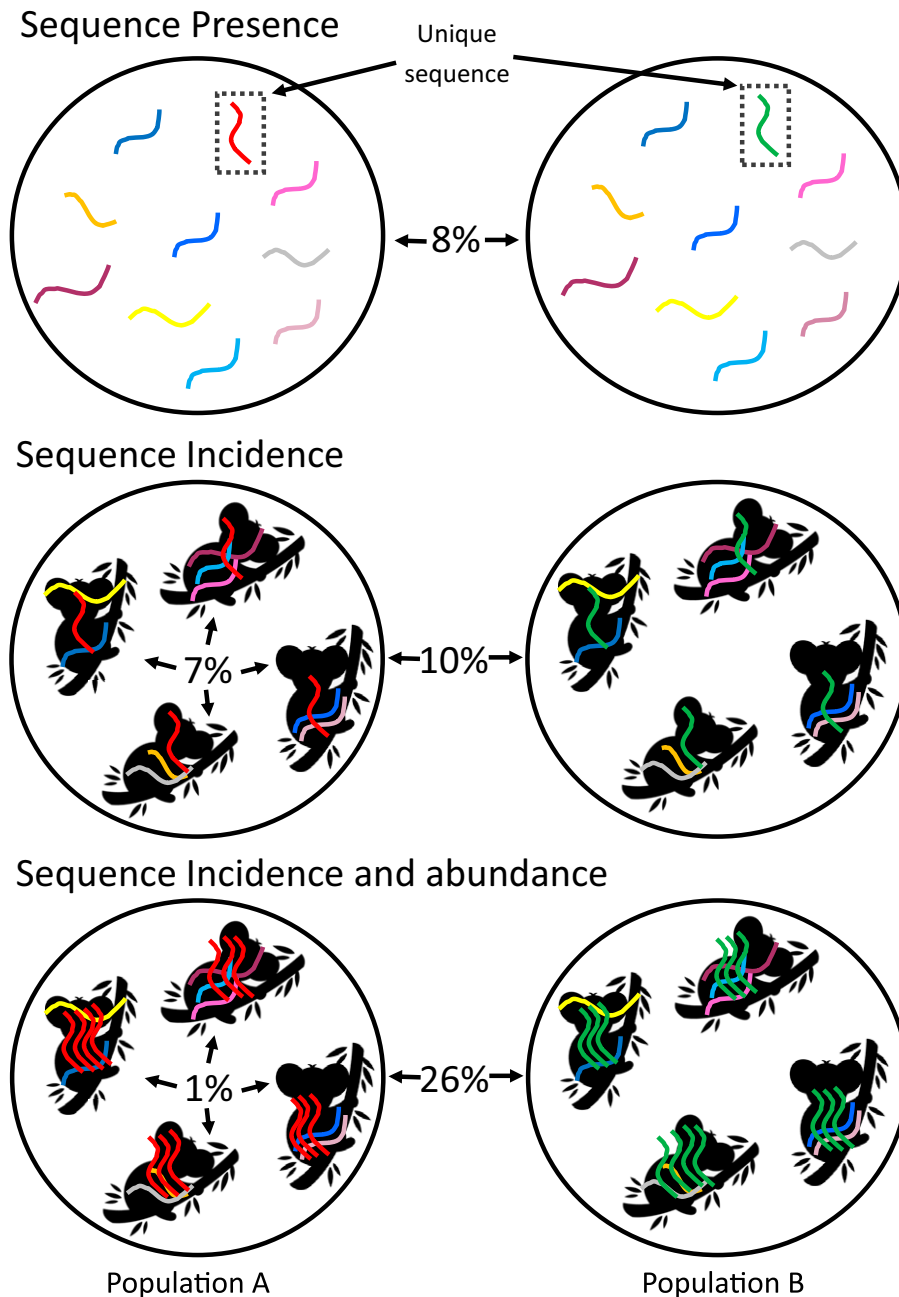 Sequence Presence
Unique
sequence
8%
Sequence Incidence
7%
10%
Sequence Incidence and abundance
1%
26%
Population A
Population B